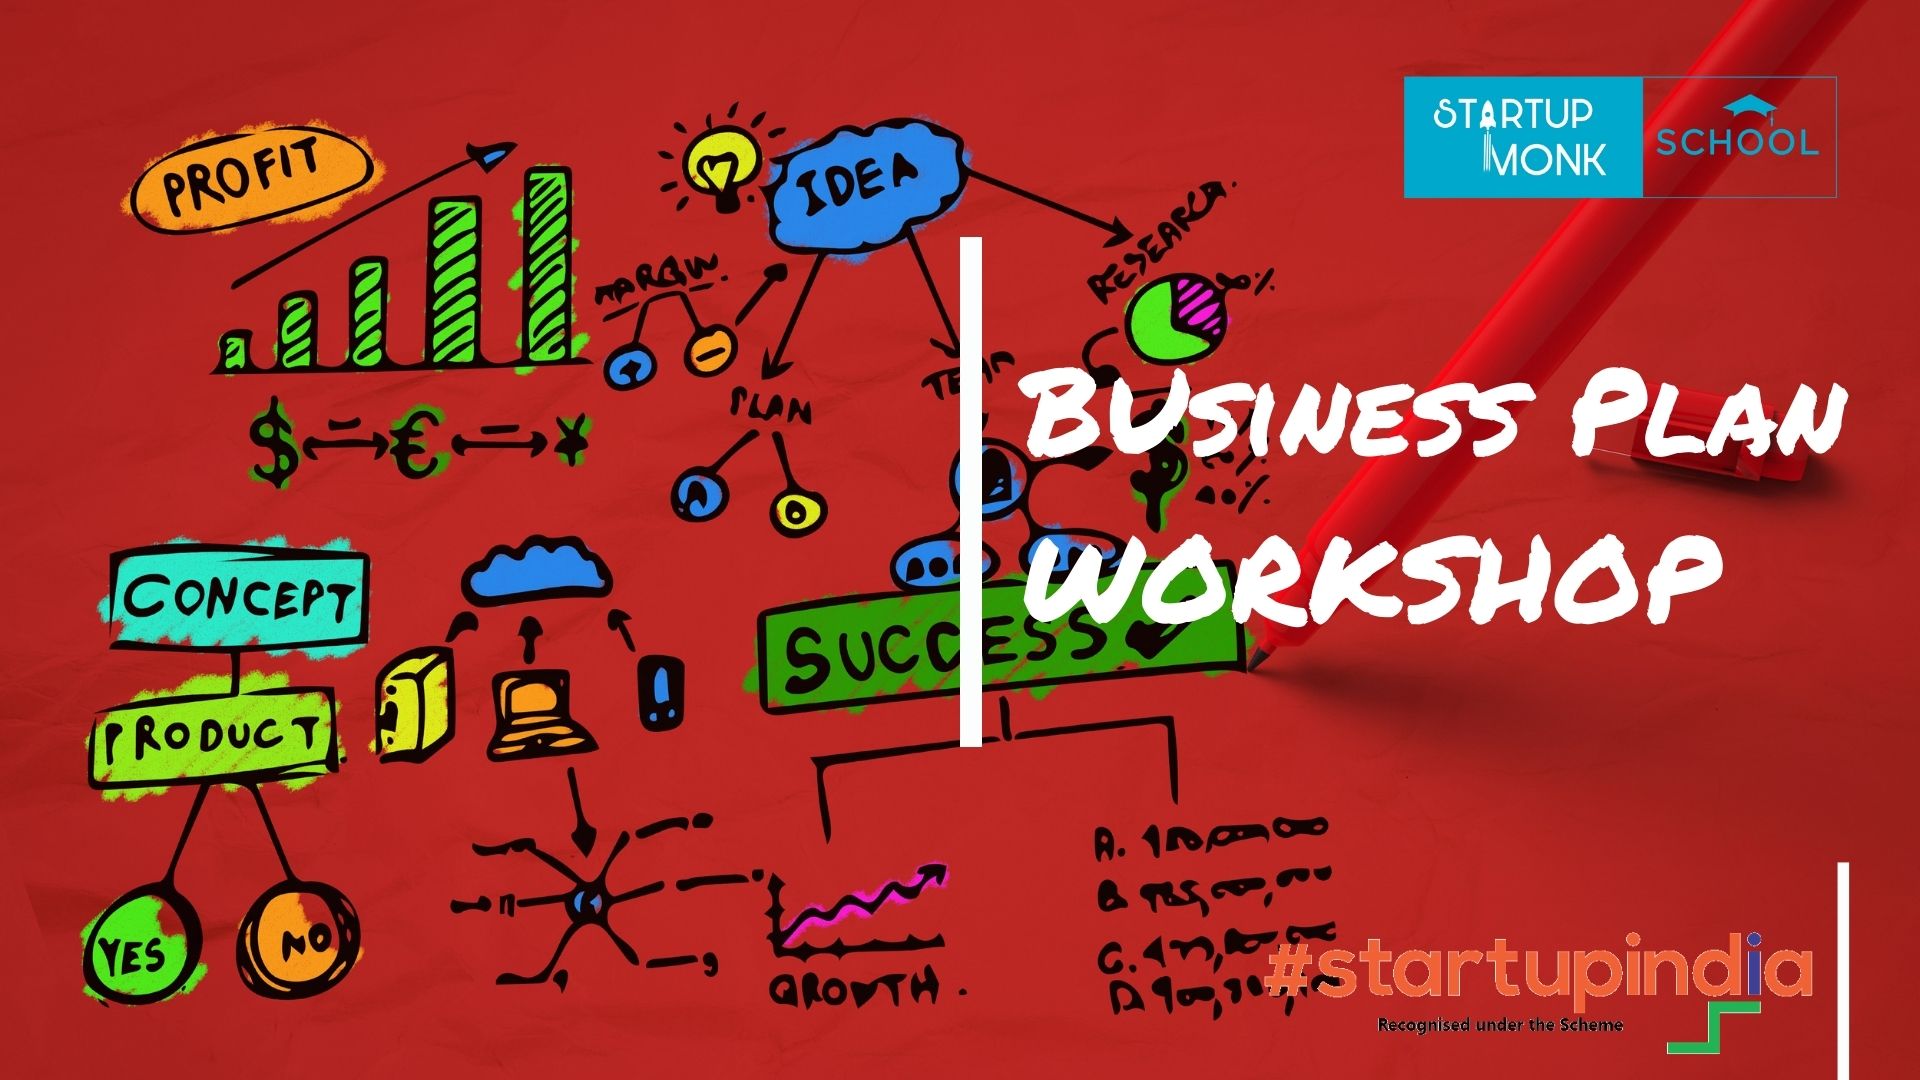 STARTUP
MONK
SCHOOL
PROFIT
IDEA
RESEARCH
$ € ¥
PLAN
TEAM
BUSINESS PLAN
WORKSHOP
CONCEPT
PRODUCT
YES
NO
SUCCESS
GROWTH.
A.
B
C.
D
#startupindia
Recognised under the Scheme